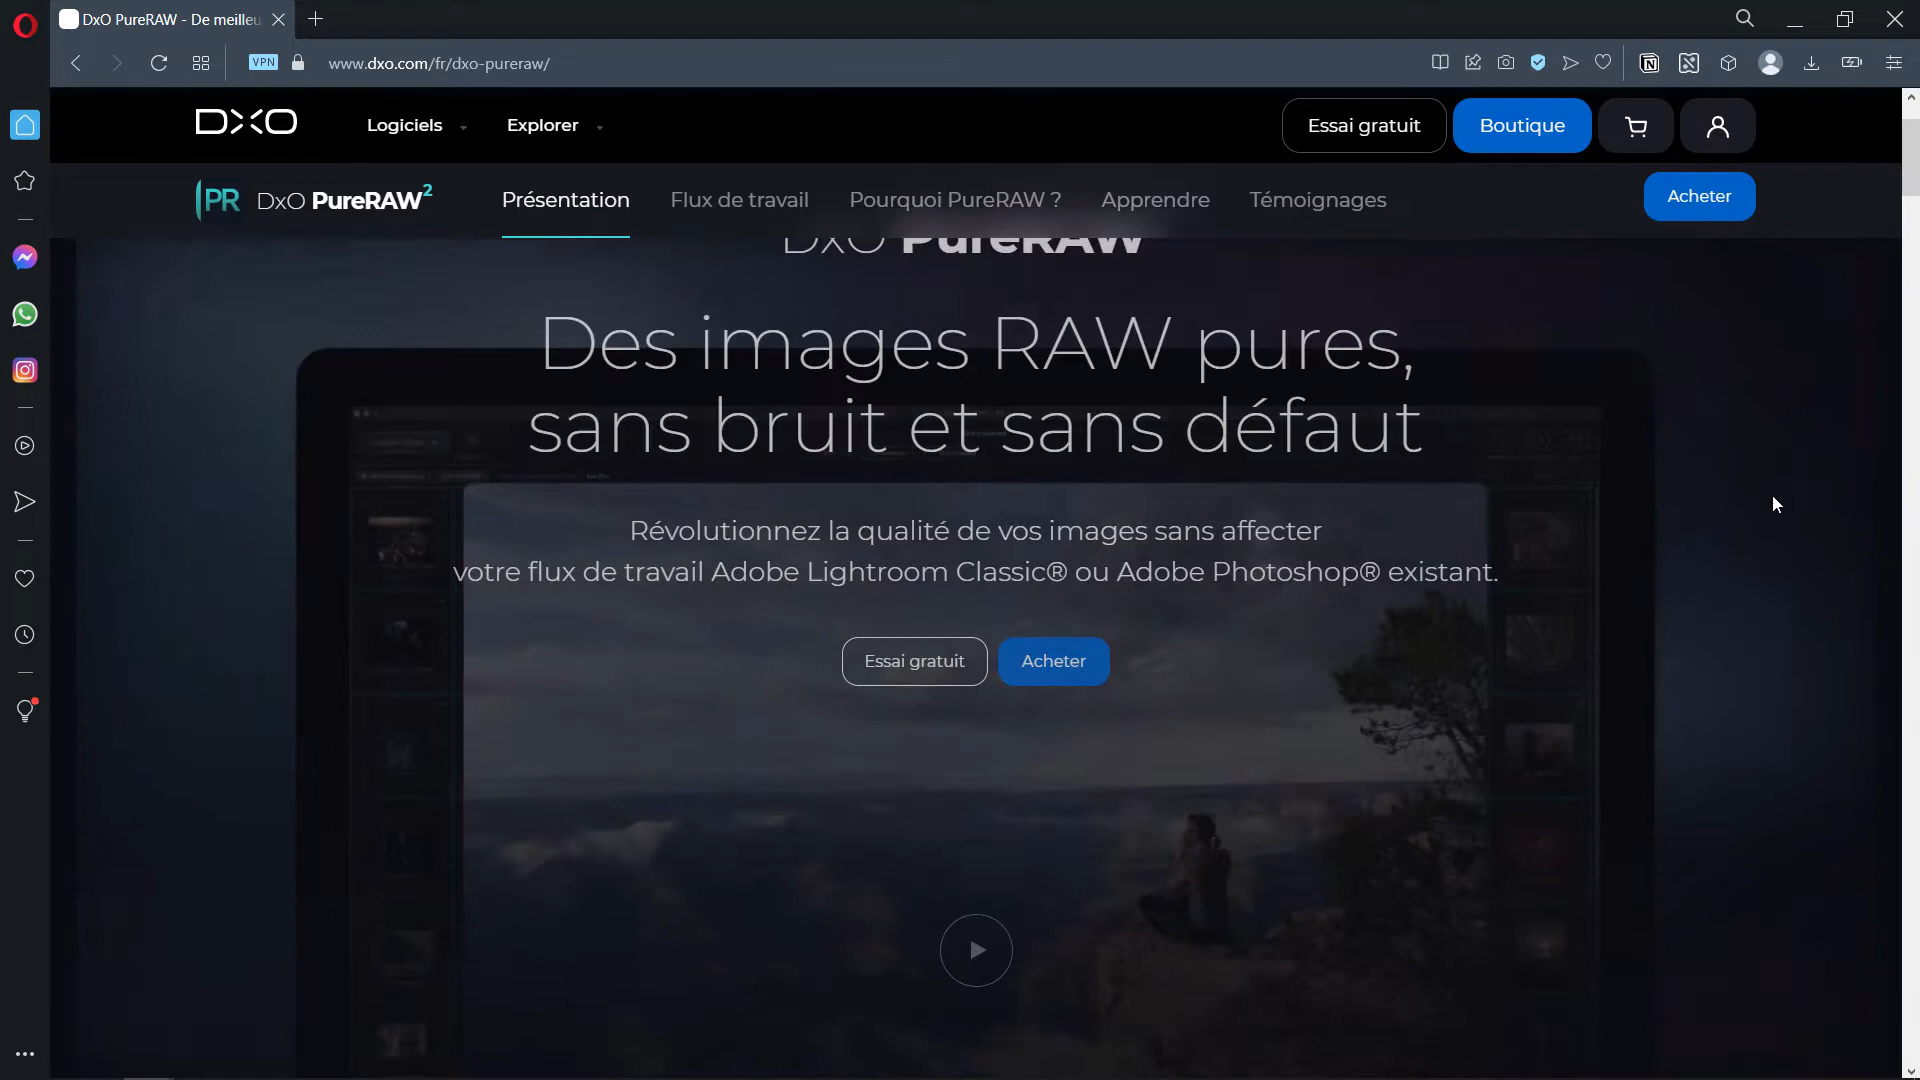 DxO PureRAW - De meilleu
VPN
www.dxo.com/fr/dxo-pureraw/
DXO
Logiciels
Explorer
Essai gratuit
Boutique
PR
DxO PureRAW2
Présentation
Flux de travail
Pourquoi PureRAW ?
Apprendre
Témoignages
Acheter
DxO PureRAW
Des images RAW pures,
sans bruit et sans défaut
Révolutionnez la qualité de vos images sans affecter
votre flux de travail Adobe Lightroom Classic® ou Adobe Photoshop® existant.
Essai gratuit
Acheter